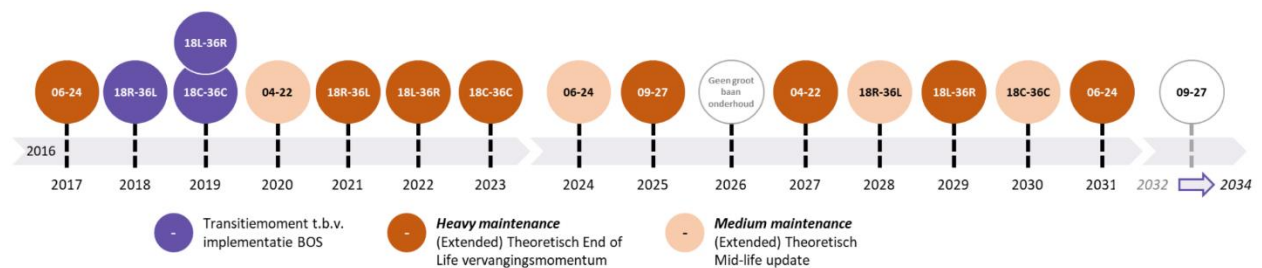 18L-36R
06-24 18R-36L 18C-36C 04-22 18R-36L 18L-36R 18C-36C 06-24 09-27 Geen groot baan onderhoud 04-22 18R-36L 18L-36R 18C-36C 06-24 09-27
2016
2017 2018 2019 2020 2021 2022 2023 2024 2025 2026 2027 2028 2029 2030 2031 2032 2034
- Transitiemoment t.b.v.
implementatie BOS
- Heavy maintenance
(Extended) Theoretisch End of
Life vervangingsmomentum
- Medium maintenance
(Extended) Theoretisch
Mid-life update